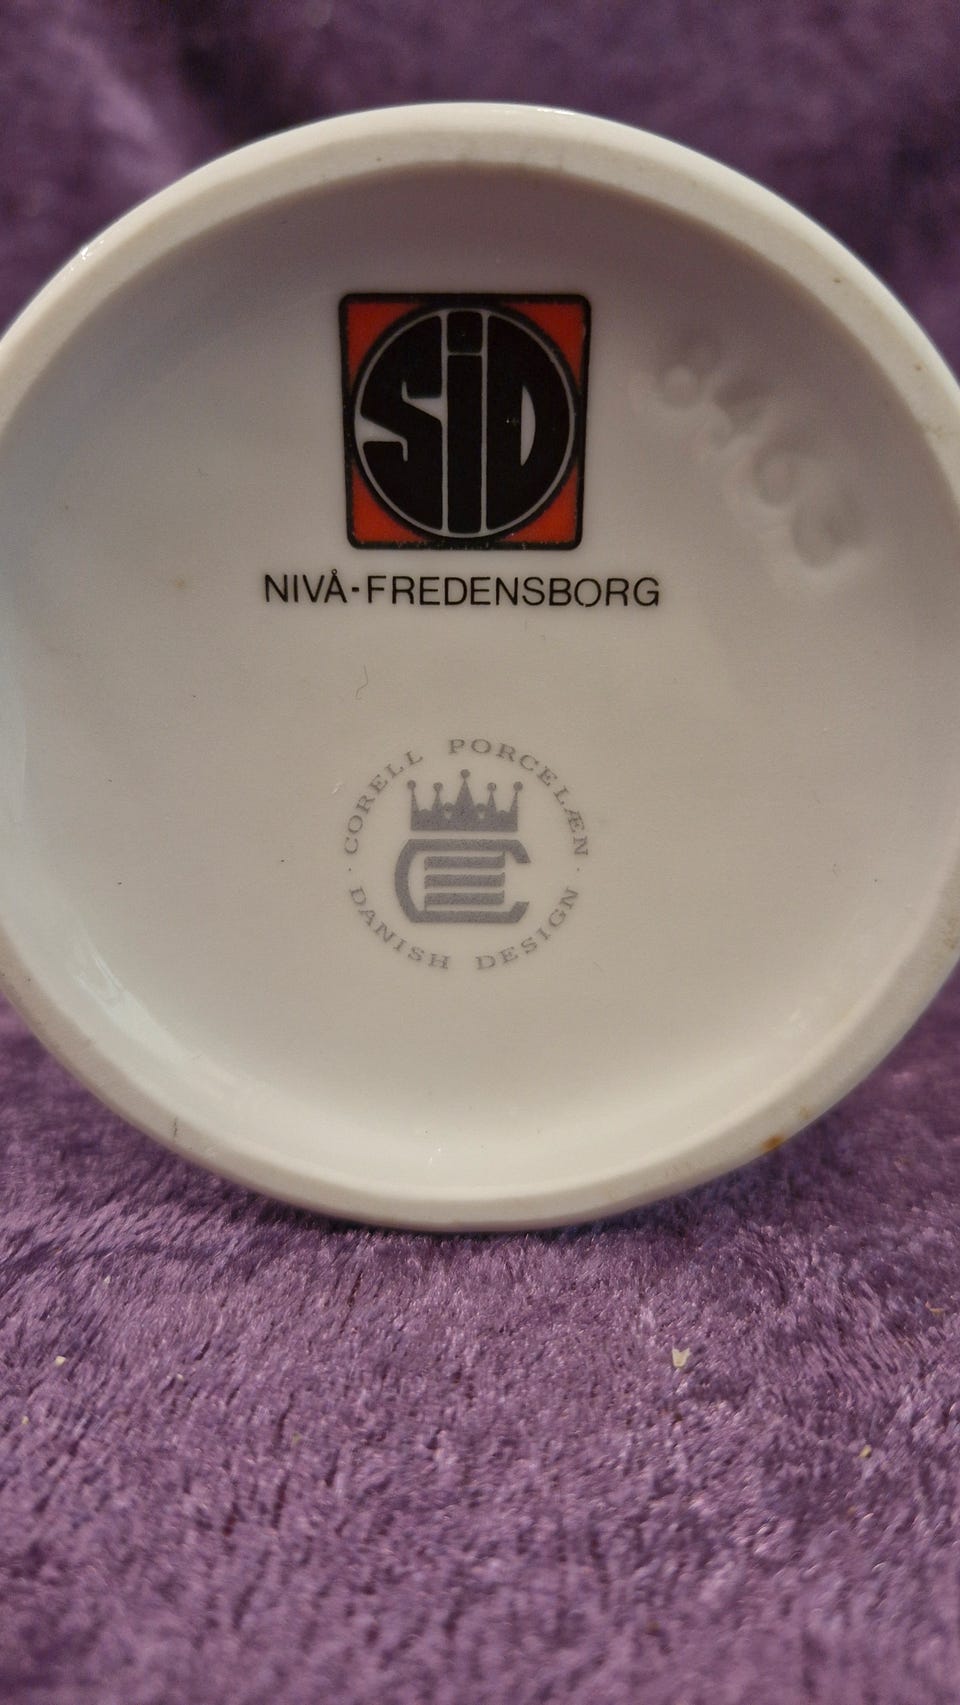 SiD
NIVÅ-FREDENSBORG
· CORELL PORCELÆN ·
DANISH DESIGN